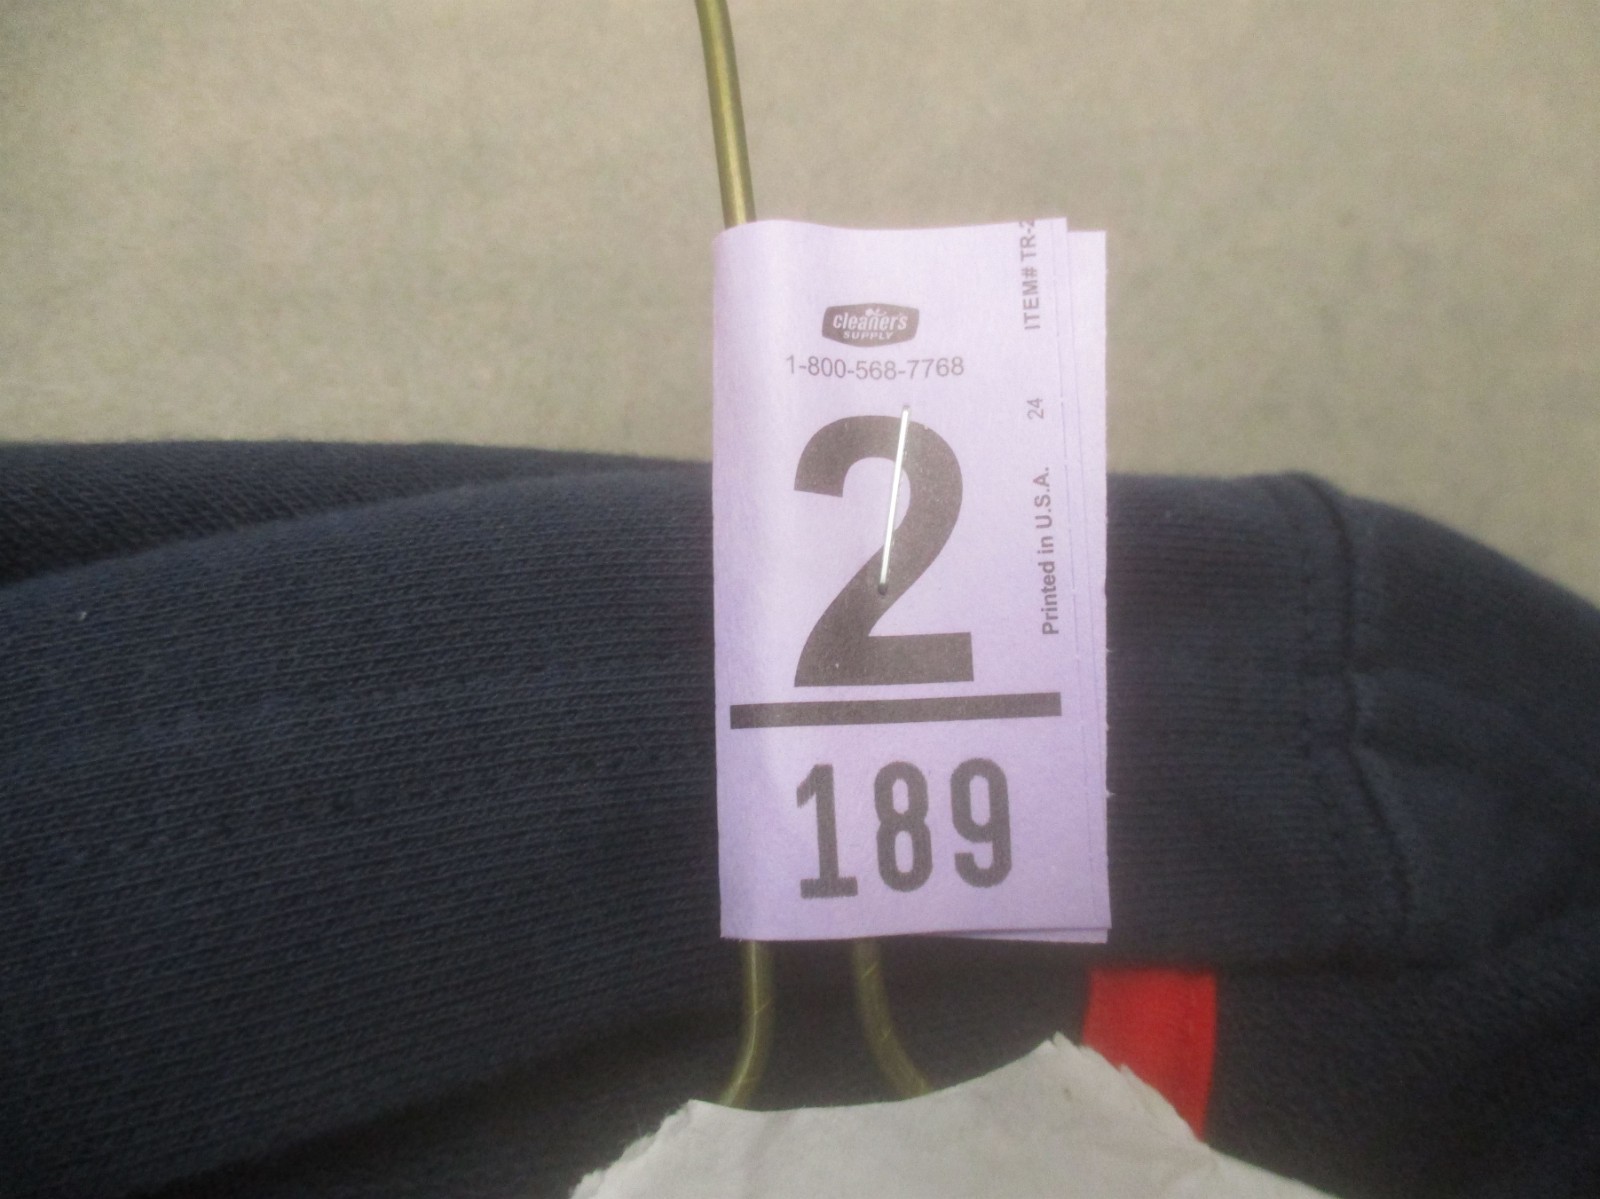 cleaner's
SUPPLY
1-800-568-7768
2
189
Printed in U.S.A. 24 ITEM# TR-2